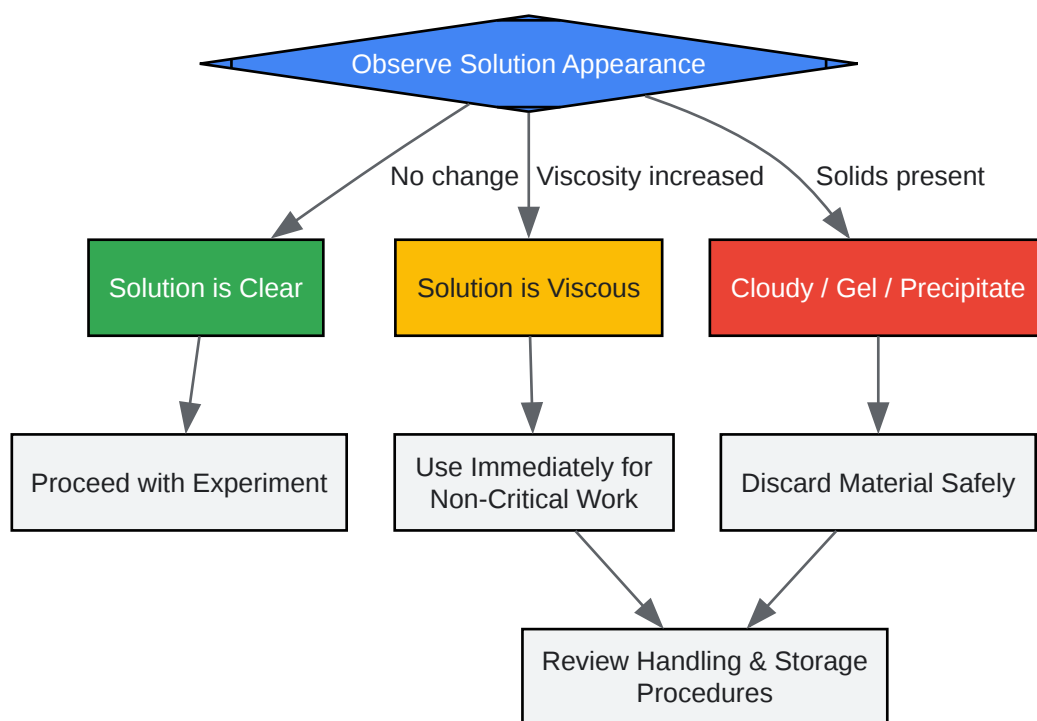 Observe Solution Appearance
No change
Viscosity increased
Solids present
Solution is Clear
Solution is Viscous
Cloudy / Gel / Precipitate
Proceed with Experiment
Use Immediately for
Non-Critical Work
Discard Material Safely
Review Handling & Storage
Procedures